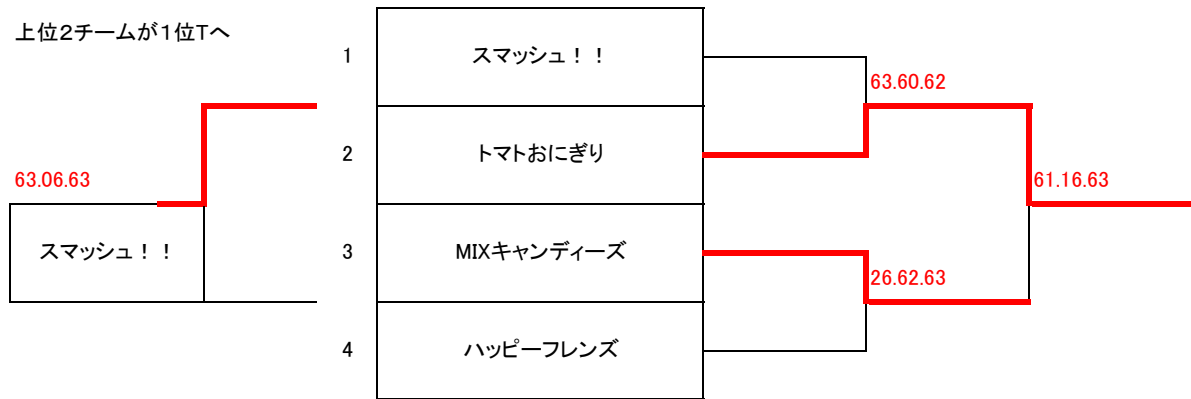 上位2チームが1位Tへ
1
スマッシュ！！
63.60.62
2
トマトおにぎり
63.06.63
61.16.63
スマッシュ！！
3
MIXキャンディーズ
26.62.63
4
ハッピーフレンズ